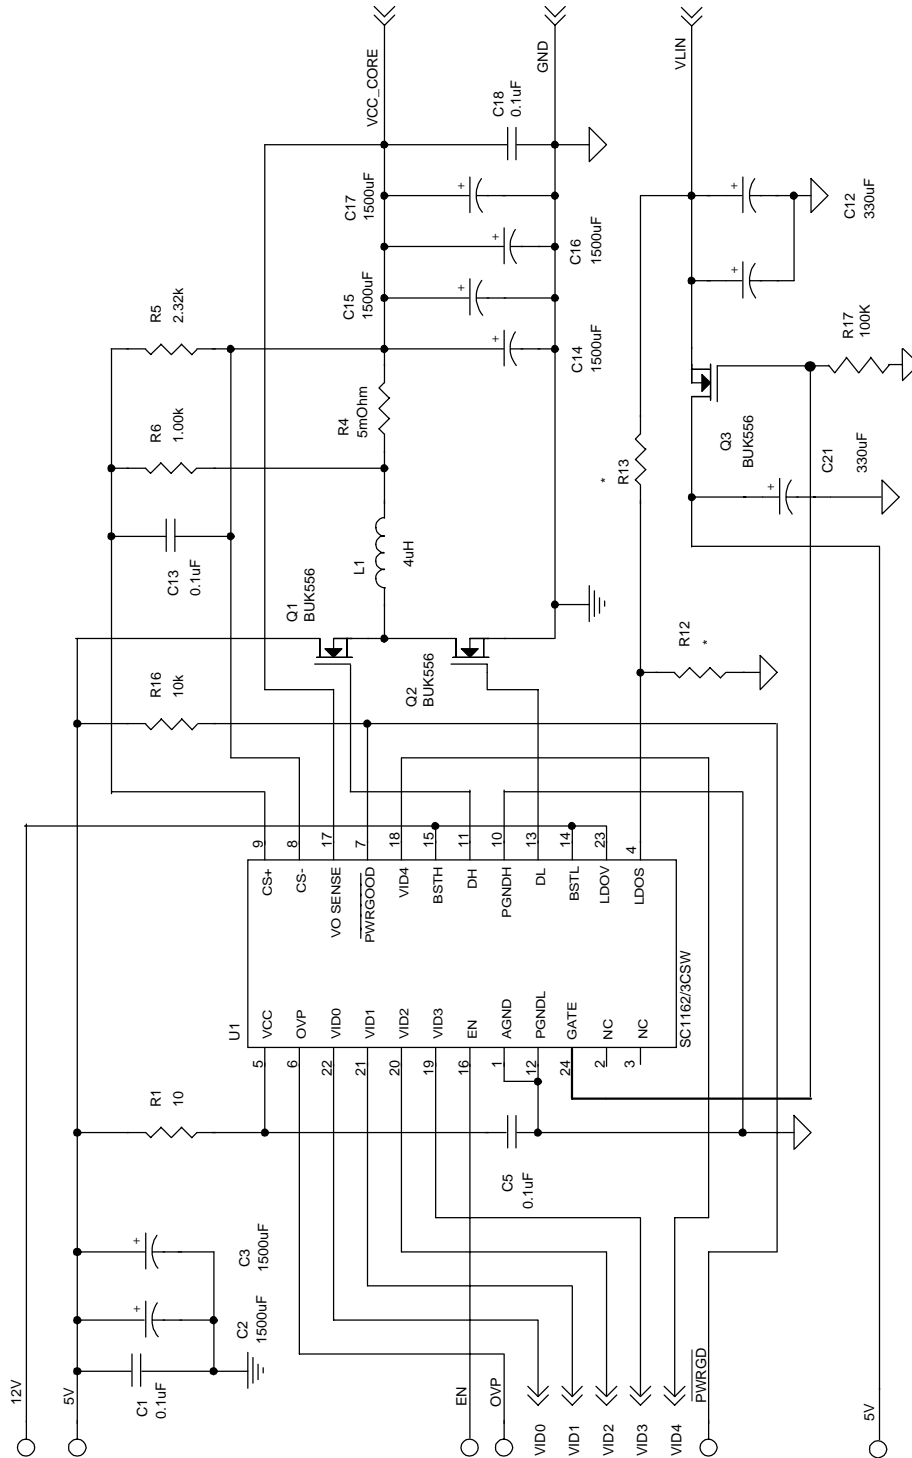 12V
5V
C1
0.1uF
C2
1500uF
C3
1500uF
R1
10
R16
10k
C13
0.1uF
R6
1.00k
R5
2.32k
Q1
BUK556
Q2
BUK556
L1
4uH
R4
5mOhm
C15
1500uF
C17
1500uF
C14
1500uF
C16
1500uF
C18
0.1uF
VCC_CORE
GND
VLIN
U1
5
VCC
CS+
9
6
OVP
CS-
8
22
VID0
VO SENSE
17
21
VID1
PWRGOOD
7
20
VID2
VID4
18
19
VID3
BSTH
15
16
EN
DH
11
1
AGND
PGNDH
10
12
PGNDL
DL
13
24
GATE
BSTL
14
2
NC
LDOV
23
3
NC
LDOS
4
SC1162/3CSW
C5
0.1uF
EN
OVP
VID0
VID1
VID2
VID3
VID4
PWRGD
5V
R12
*
R13
*
Q3
BUK556
C21
330uF
R17
100K
C12
330uF
+
+
+
+
+
+
+
+
+